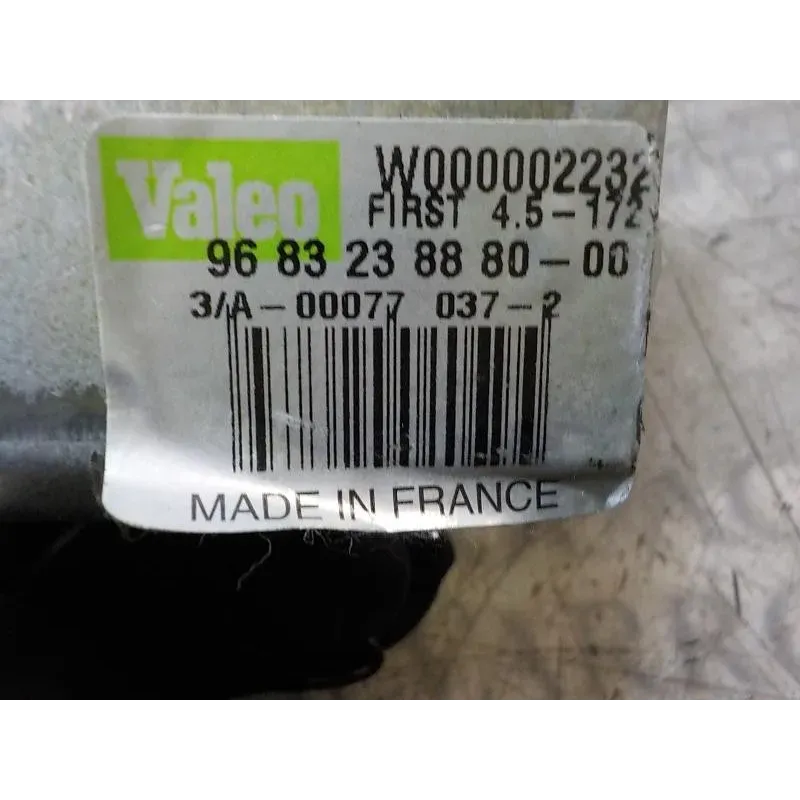 Valeo
W000002232
FIRST 4.5-172
96 83 23 88 80-00
3/A-00077 037-2
MADE IN FRANCE